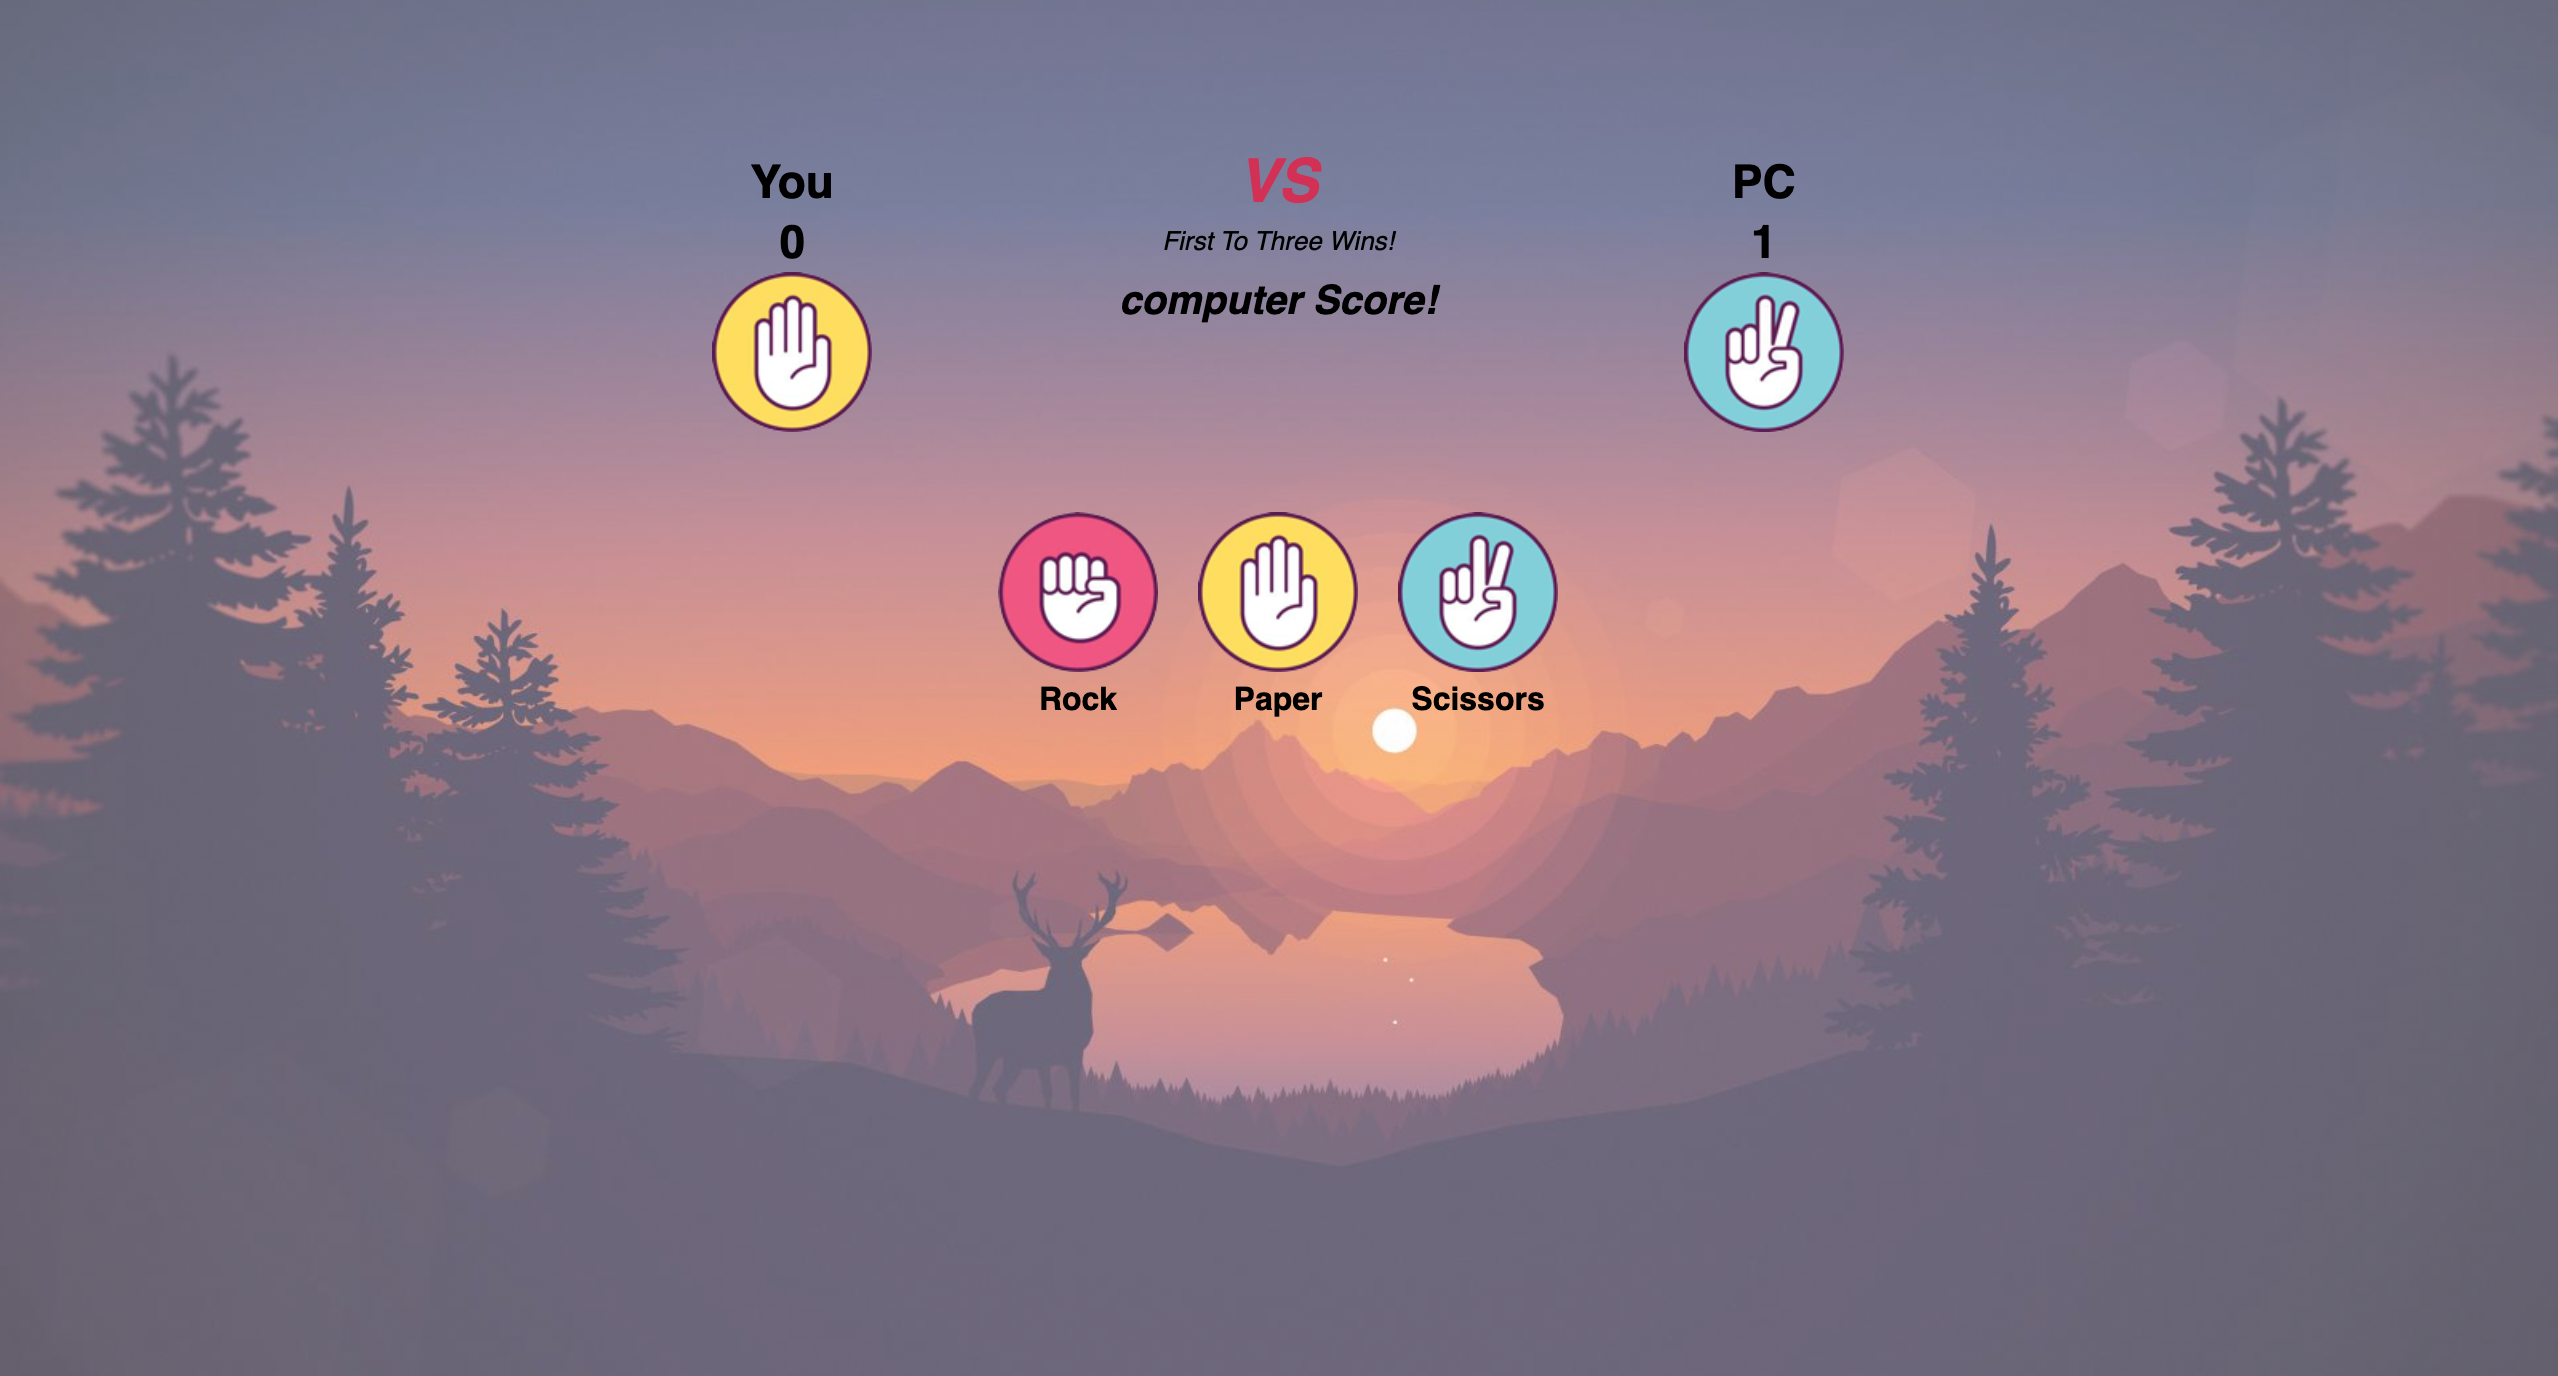 You
0
VS
First To Three Wins!
computer Score!
PC
1
Rock
Paper
Scissors